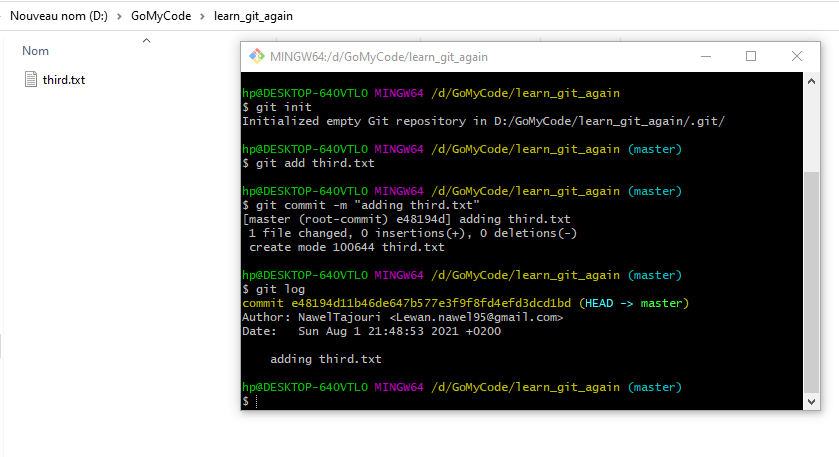 Nouveau nom (D:) > GoMyCode > learn_git_again
Nom
third.txt
MINGW64:/d/GoMyCode/learn_git_again
hp@DESKTOP-64OVTL0 MINGW64 /d/GoMyCode/learn_git_again
$ git init
Initialized empty Git repository in D:/GoMyCode/learn_git_again/.git/
hp@DESKTOP-64OVTL0 MINGW64 /d/GoMyCode/learn_git_again (master)
$ git add third.txt
hp@DESKTOP-64OVTL0 MINGW64 /d/GoMyCode/learn_git_again (master)
$ git commit -m "adding third.txt"
[master (root-commit) e48194d] adding third.txt
1 file changed, 0 insertions(+), 0 deletions(-)
create mode 100644 third.txt
hp@DESKTOP-64OVTL0 MINGW64 /d/GoMyCode/learn_git_again (master)
$ git log
commit e48194d11b46de647b577e3f9f8fd4efd3dcd1bd (HEAD -> master)
Author: NawelTajouri <Lewan.nawel95@gmail.com>
Date:   Sun Aug 1 21:48:53 2021 +0200
adding third.txt
hp@DESKTOP-64OVTL0 MINGW64 /d/GoMyCode/learn_git_again (master)
$